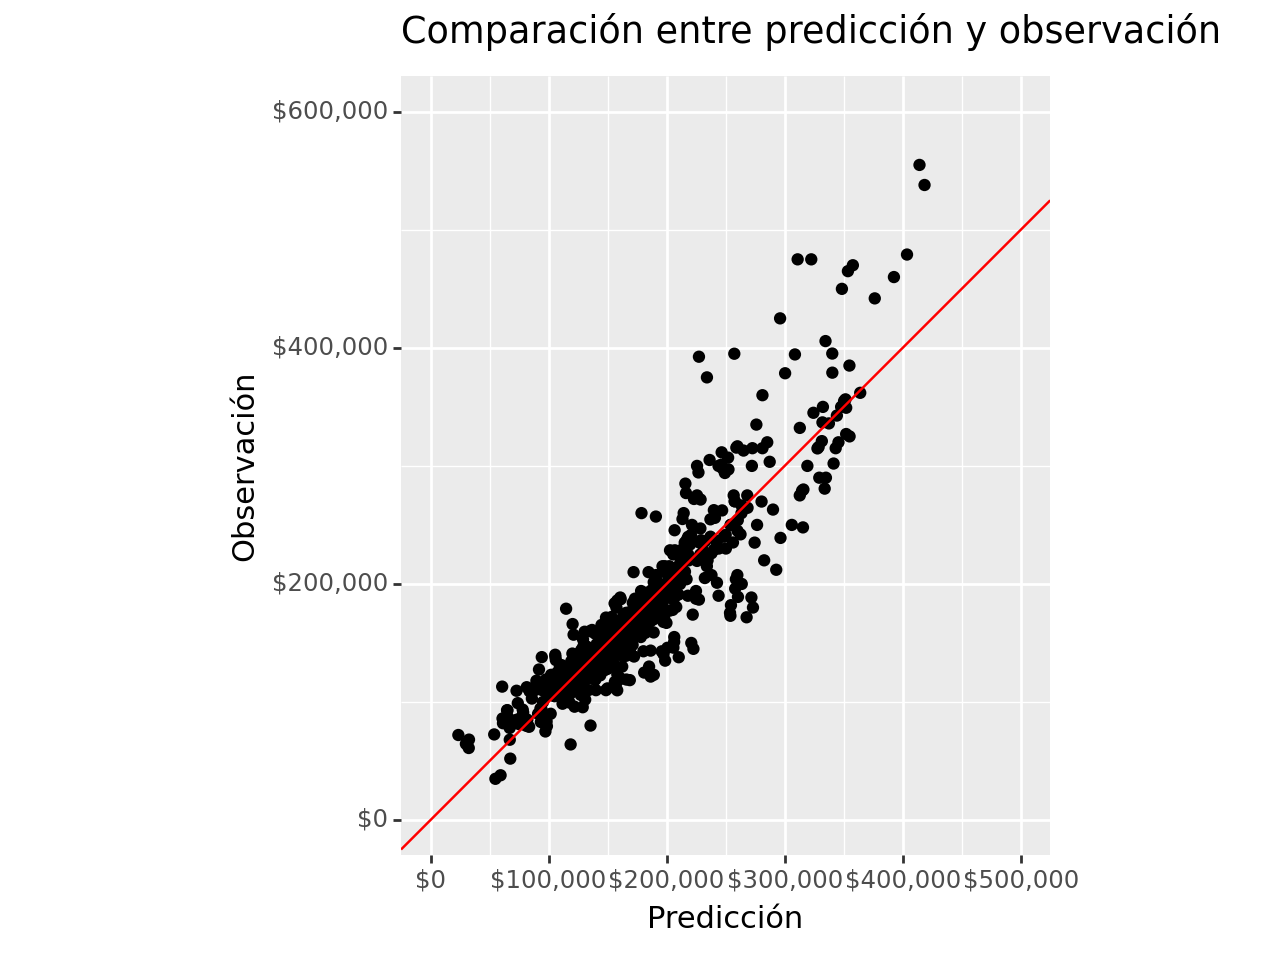 Comparación entre predicción y observación
$600,000
$400,000
$200,000
$0
Observación
$0 $100,000 $200,000 $300,000 $400,000 $500,000
Predicción